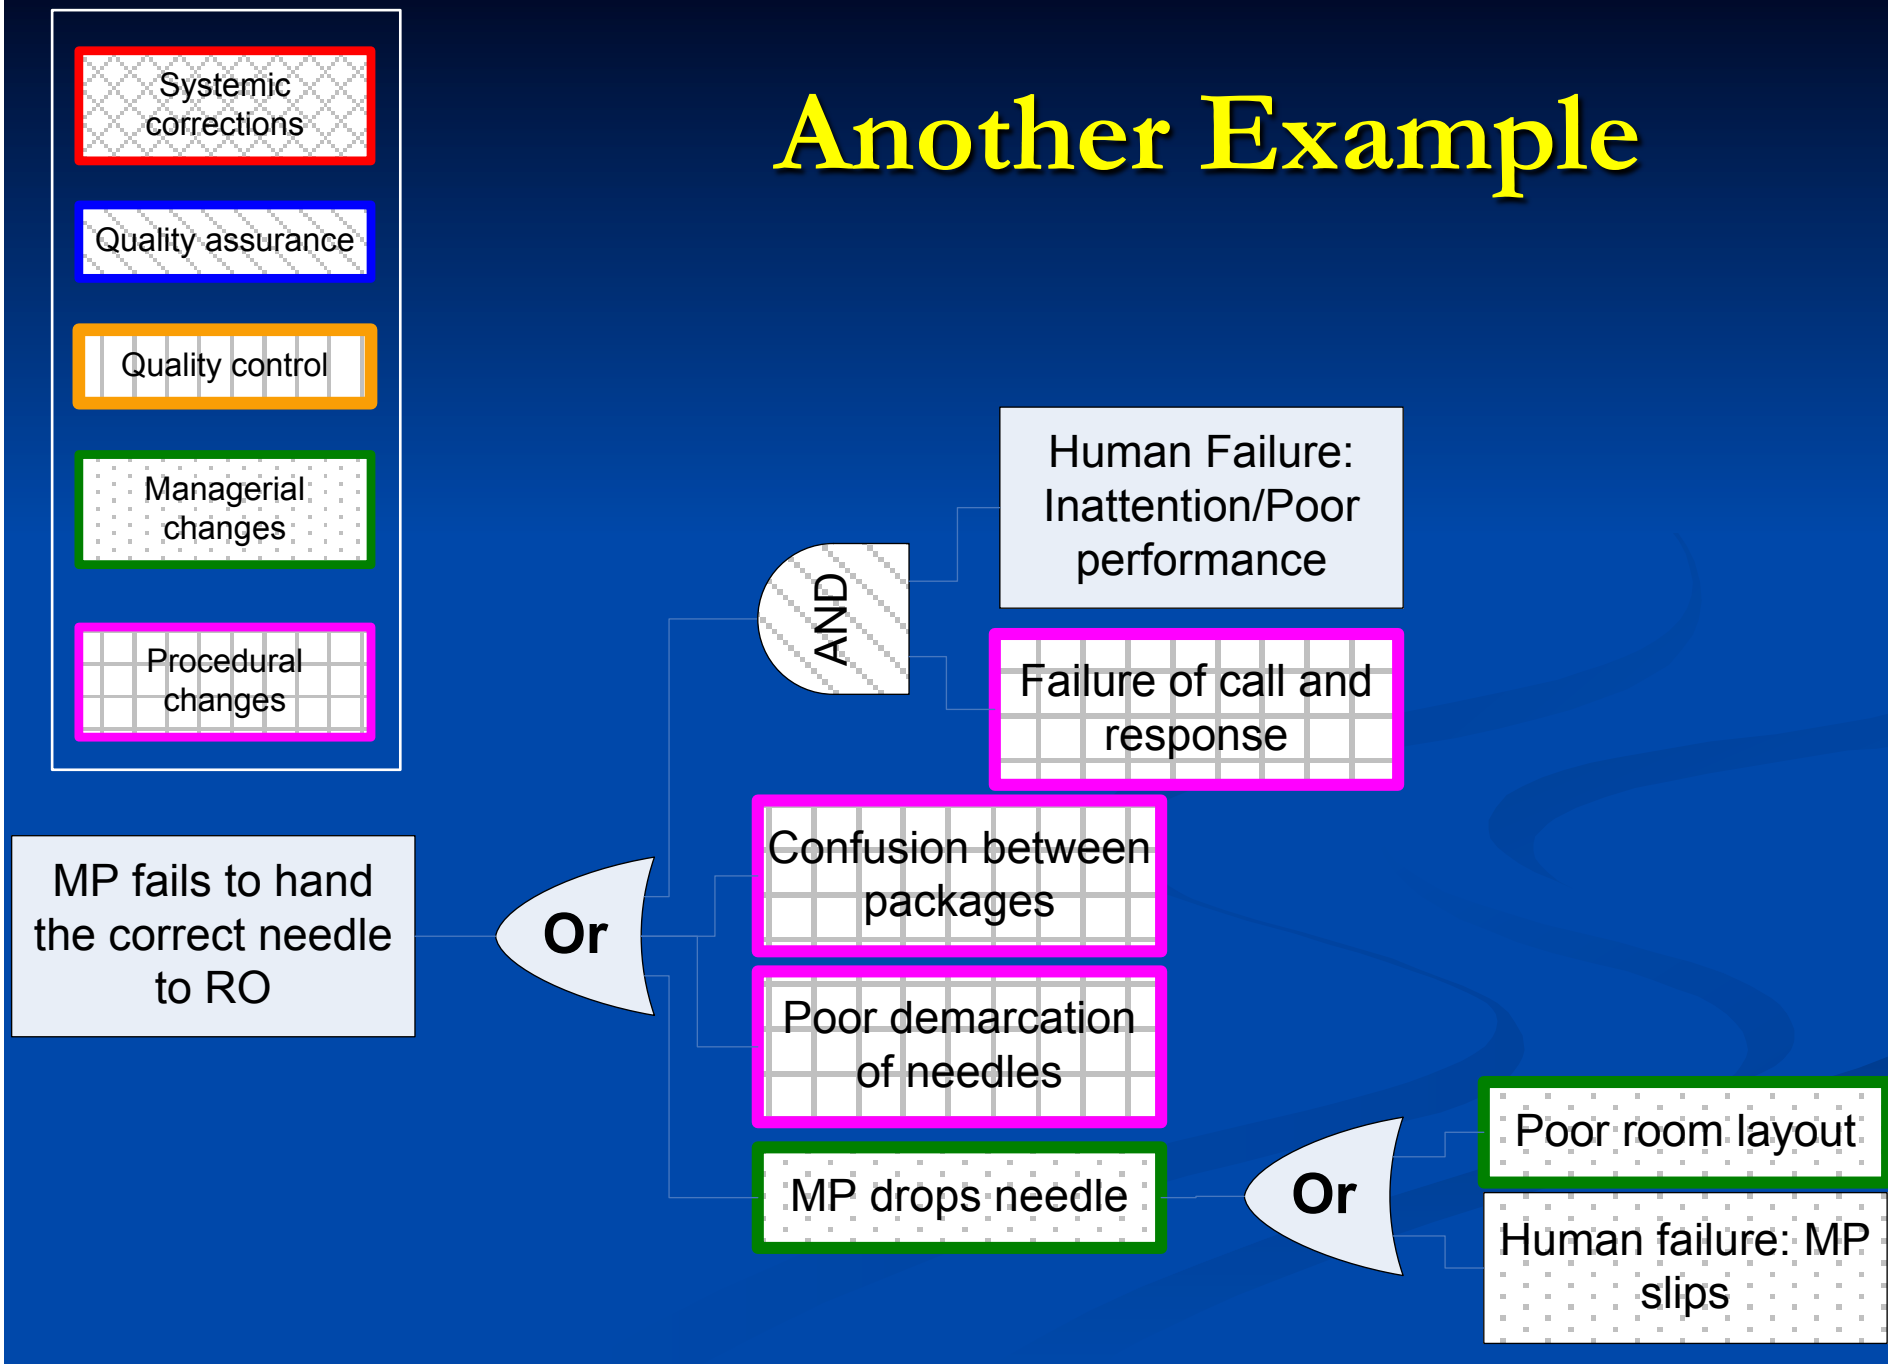 Another Example
Systemic
corrections
Quality assurance
Quality control
Managerial
changes
Procedural
changes
Human Failure:
Inattention/Poor
performance
AND
Failure of call and
response
Confusion between
packages
MP fails to hand
the correct needle
to RO
Or
Poor demarcation
of needles
MP drops needle
Or
Poor room layout
Human failure: MP
slips